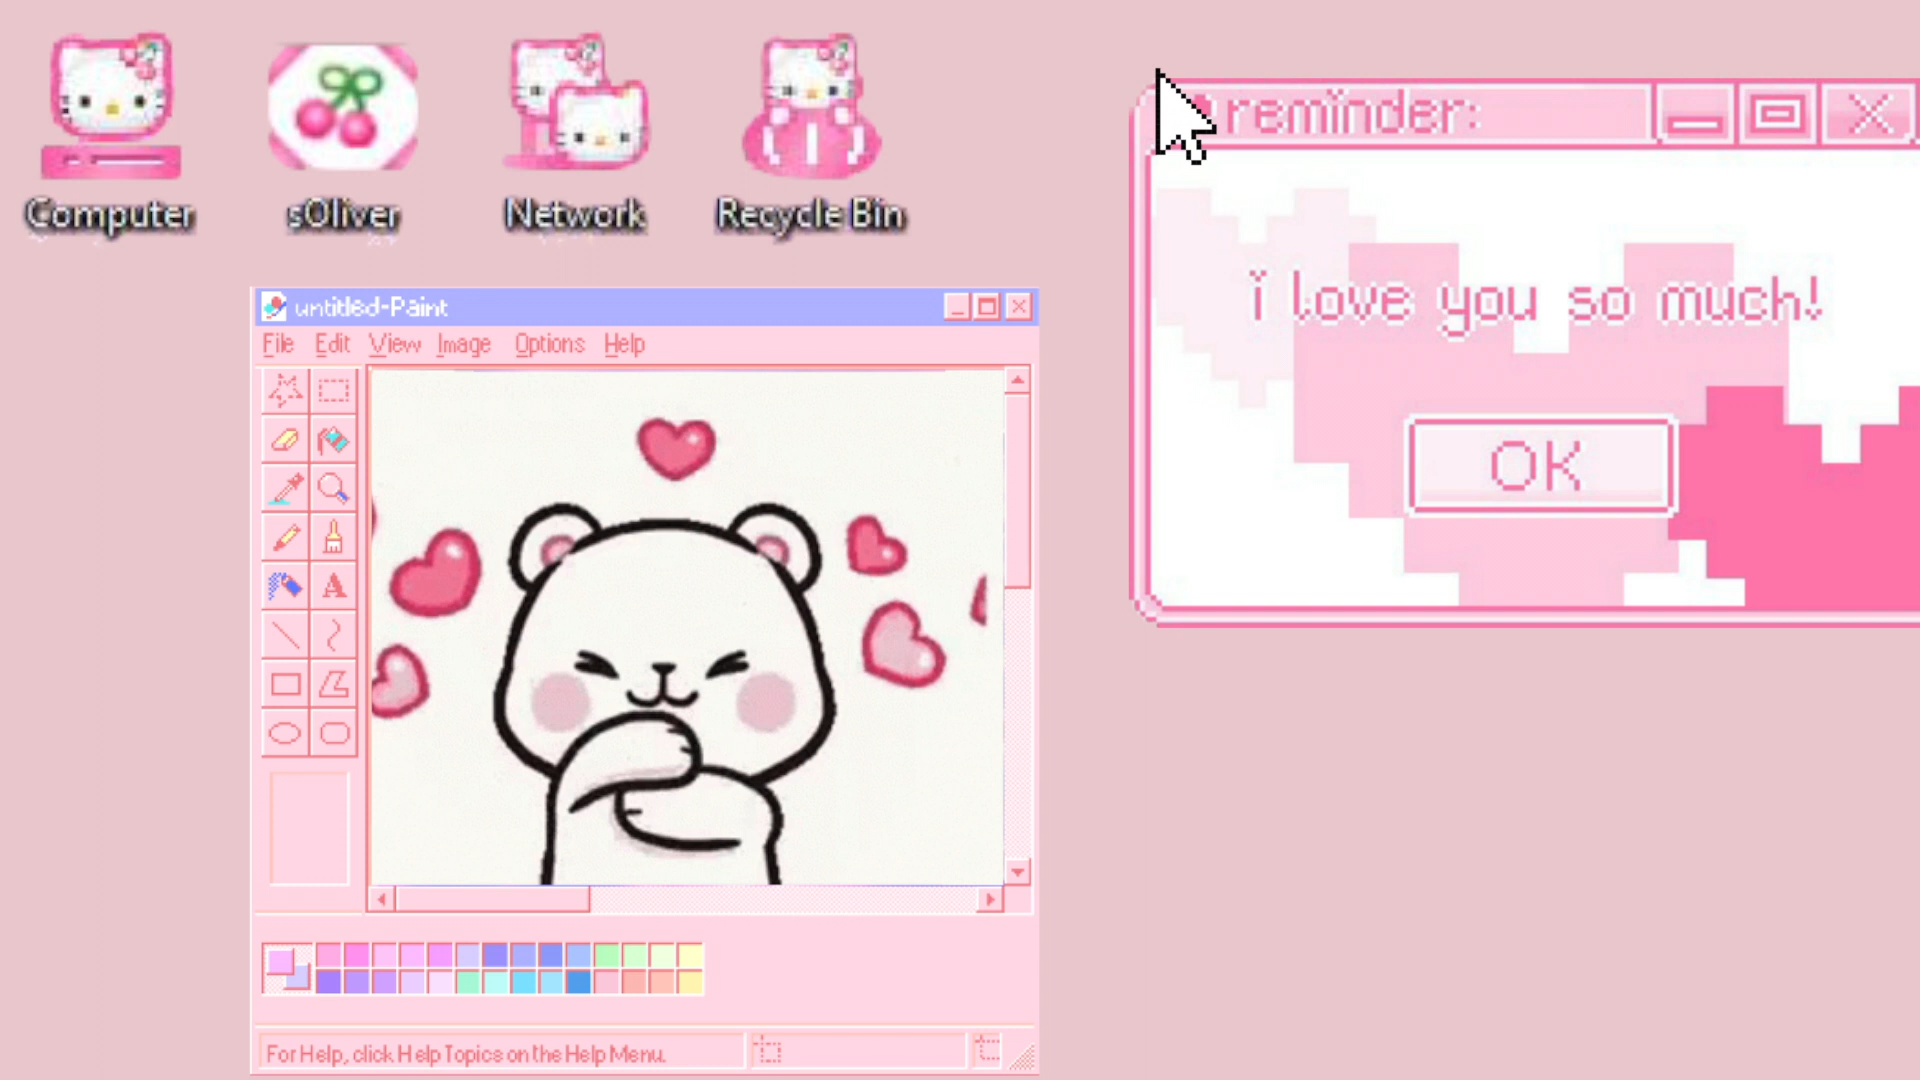 Computer
sOliver
Network
Recycle Bin
reminder:
i love you so much!
OK
untitled-Paint
File Edit View Image Options Help
A
For Help, click Help Topics on the Help Menu.